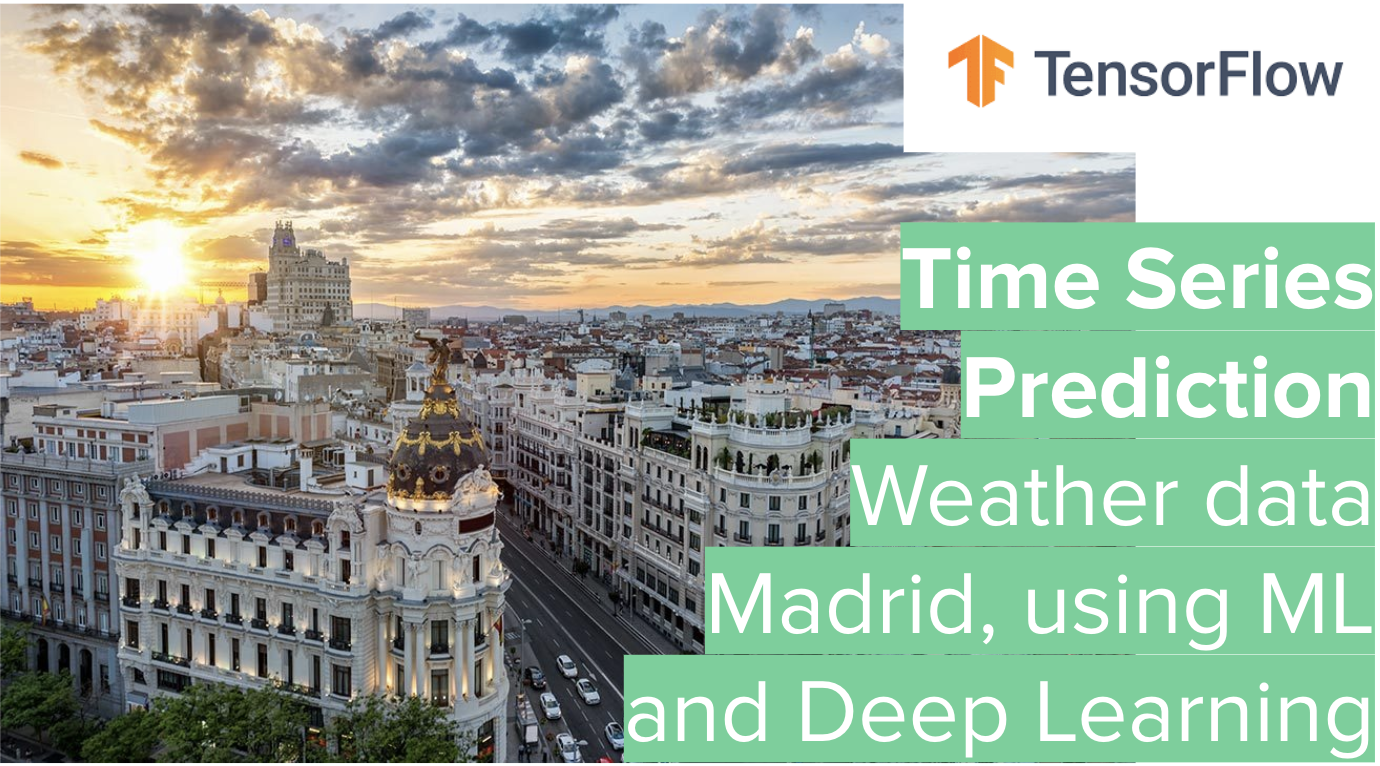 TensorFlow
Time Series
Prediction
Weather data
Madrid, using ML
and Deep Learning